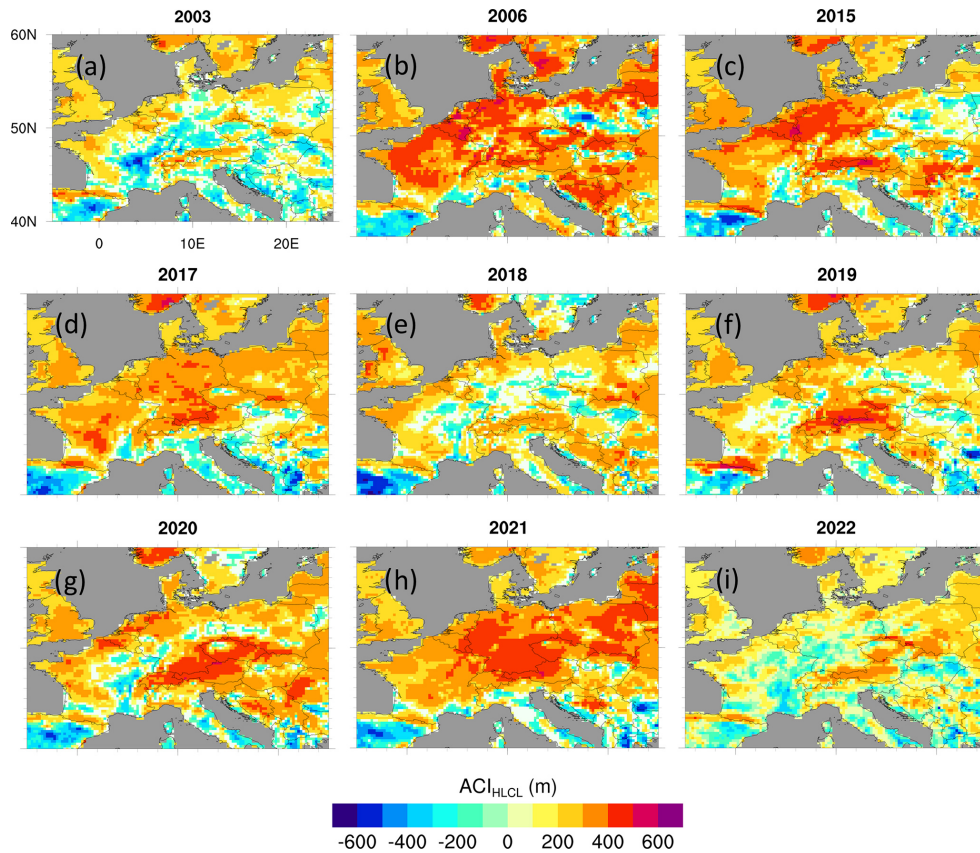 2003 2006 2015
60N
(a) (b) (c)
50N
40N
0 10E 20E
2017 2018 2019
(d) (e) (f)
2020 2021 2022
(g) (h) (i)
ACI_HLCL (m)
-600 -400 -200 0 200 400 600